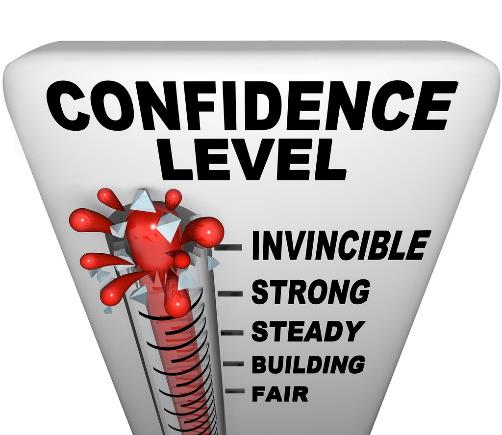 CONFIDENCE
LEVEL
INVINCIBLE
STRONG
STEADY
BUILDING
FAIR